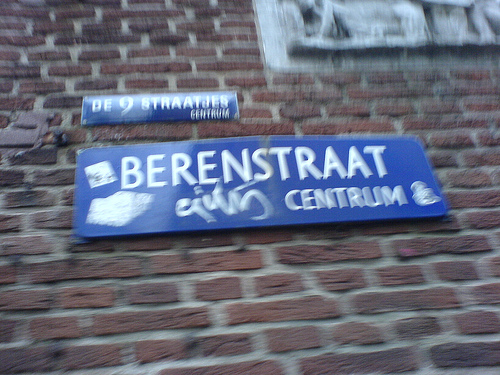 DE 9 STRAATJES
CENTRUM
BERENSTRAAT
CENTRUM